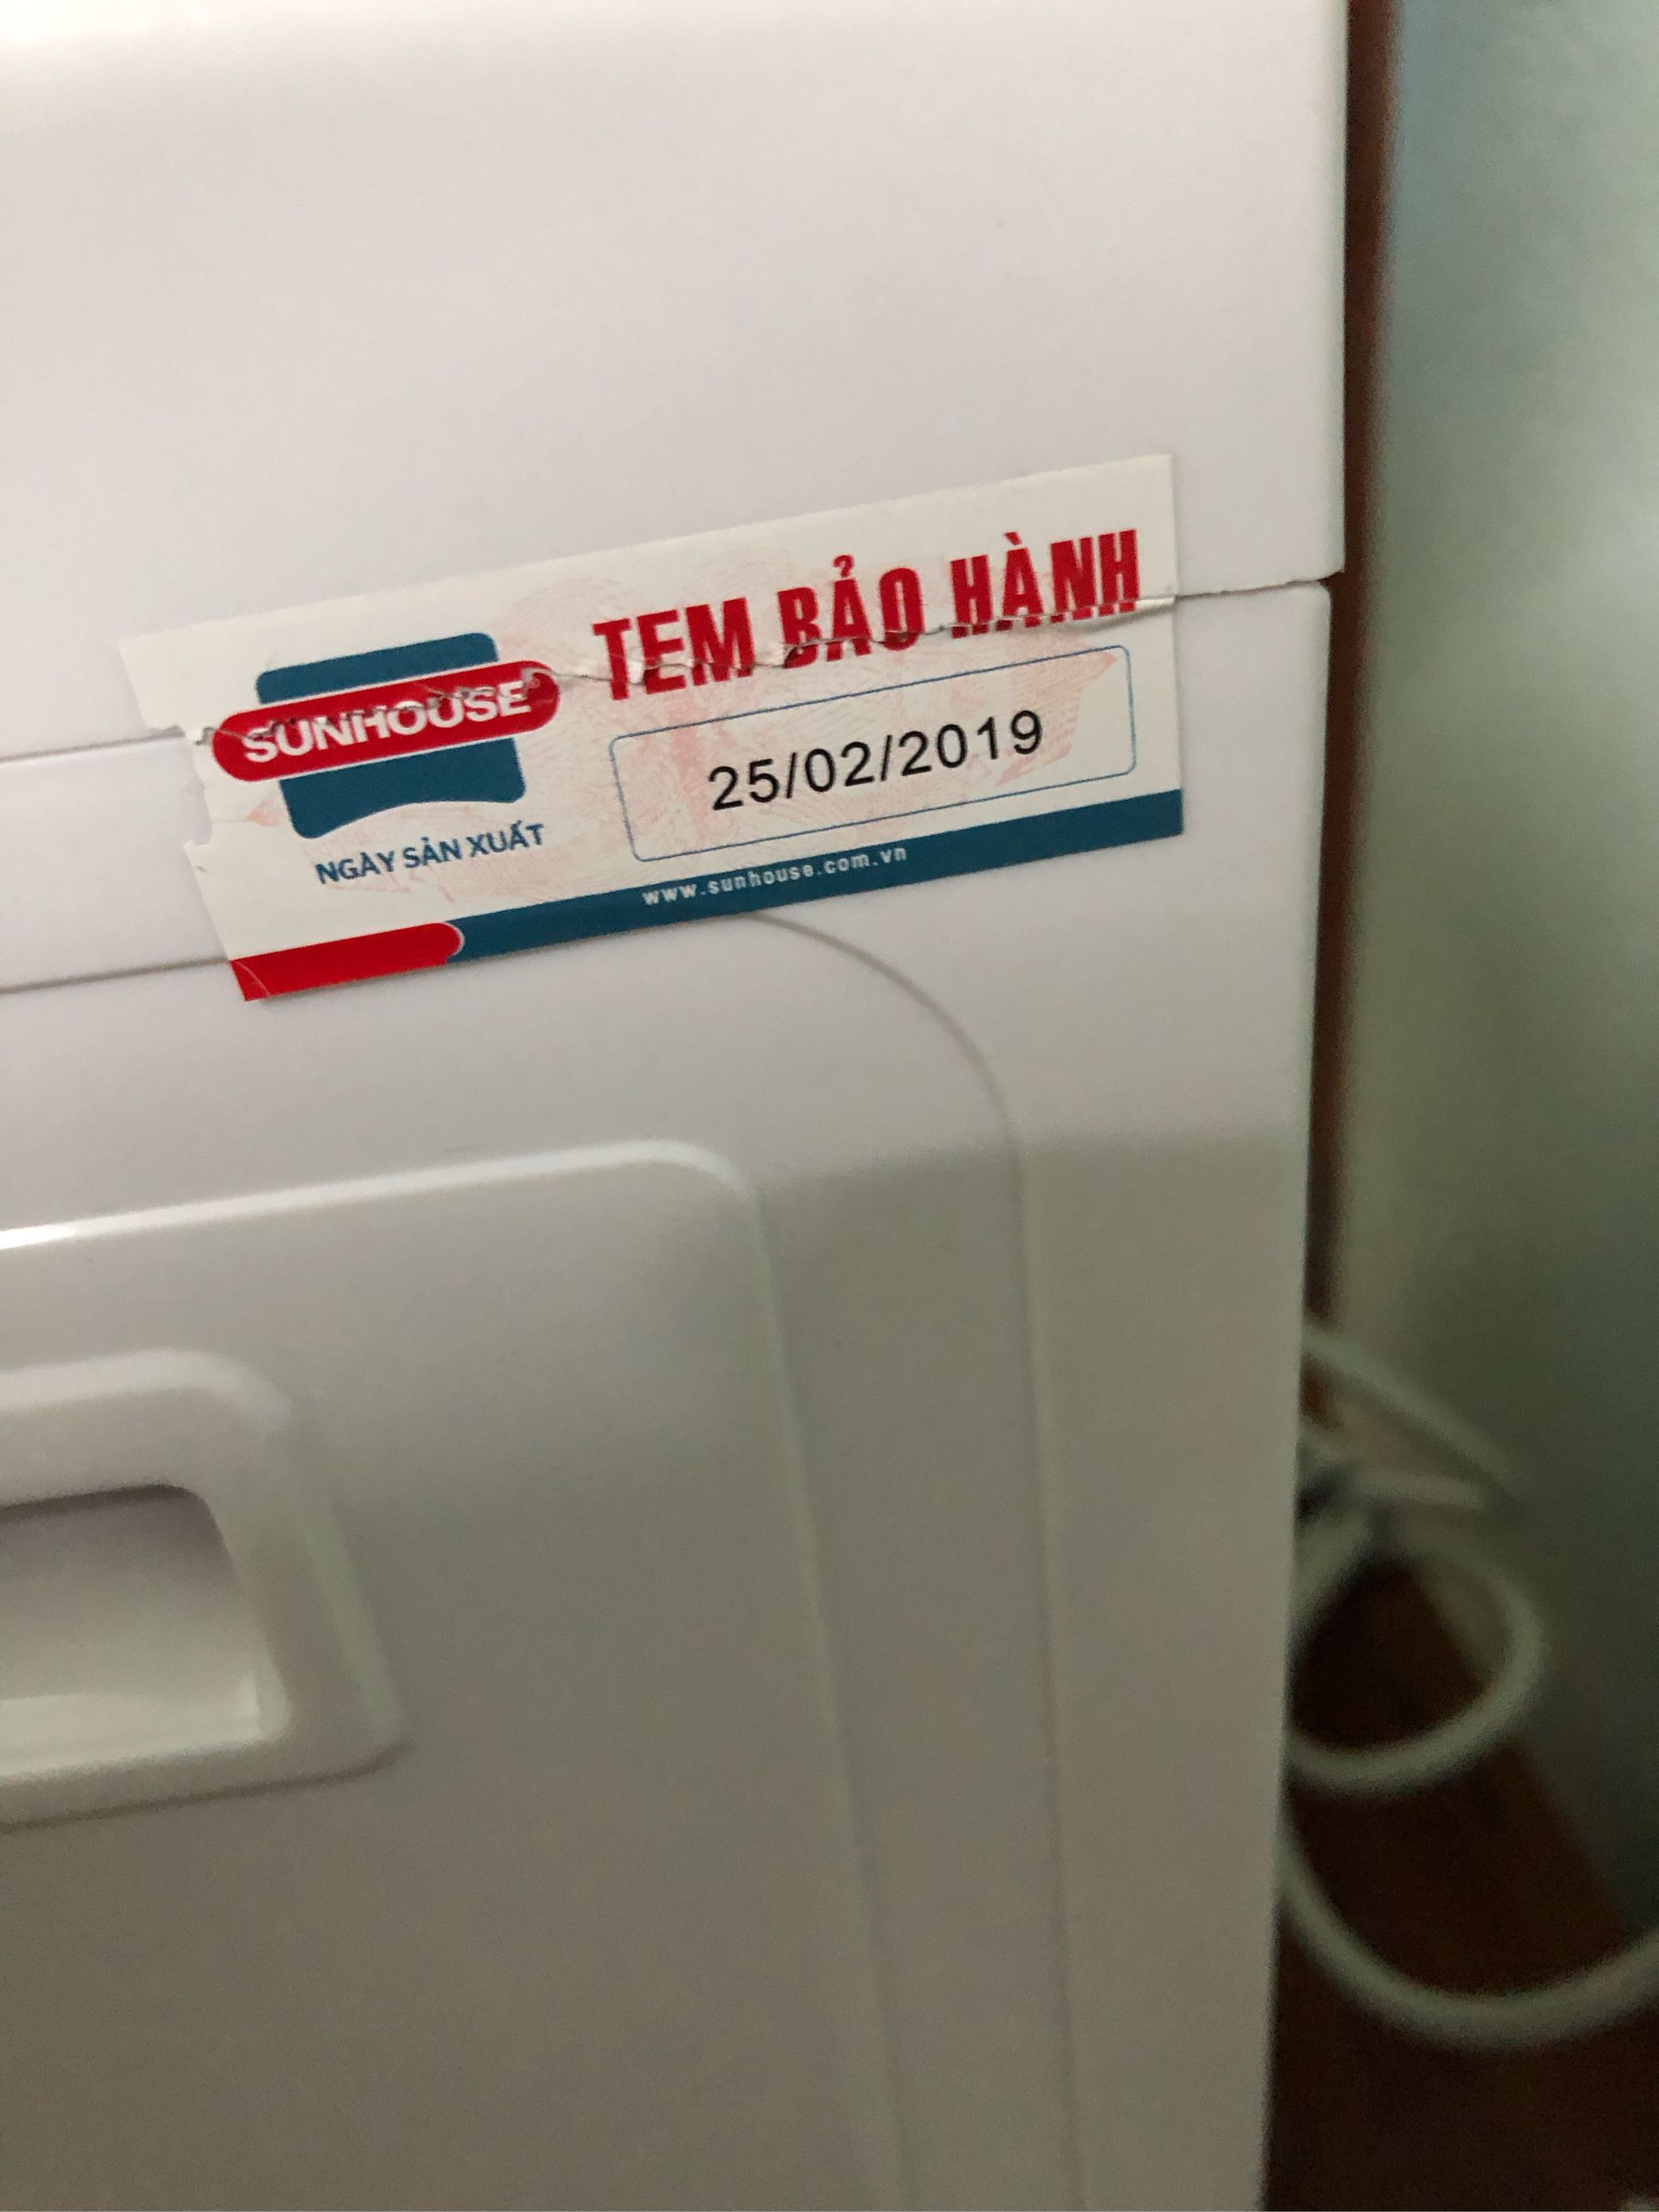 TEM BẢO HÀNH
SUNHOUSE
25/02/2019
NGÀY SẢN XUẤT
www.sunhouse.com.vn